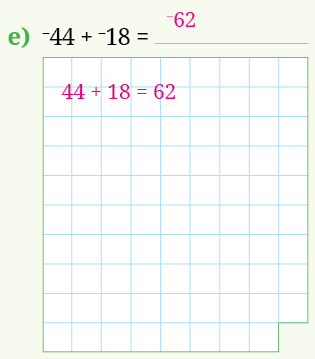 e) ⁻44 + ⁻18 = ⁻62
44 + 18 = 62